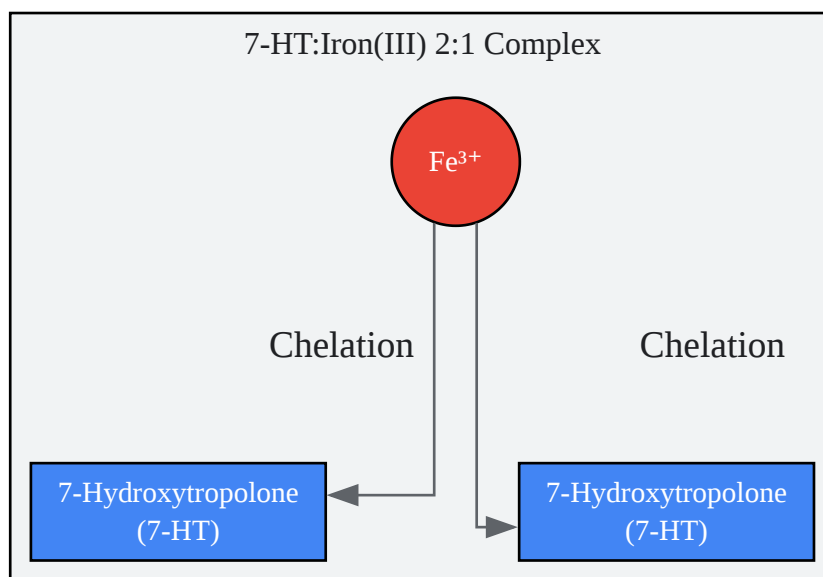 7-HT:Iron(III) 2:1 Complex
Fe³⁺
Chelation
Chelation
7-Hydroxytropolone
(7-HT)
7-Hydroxytropolone
(7-HT)